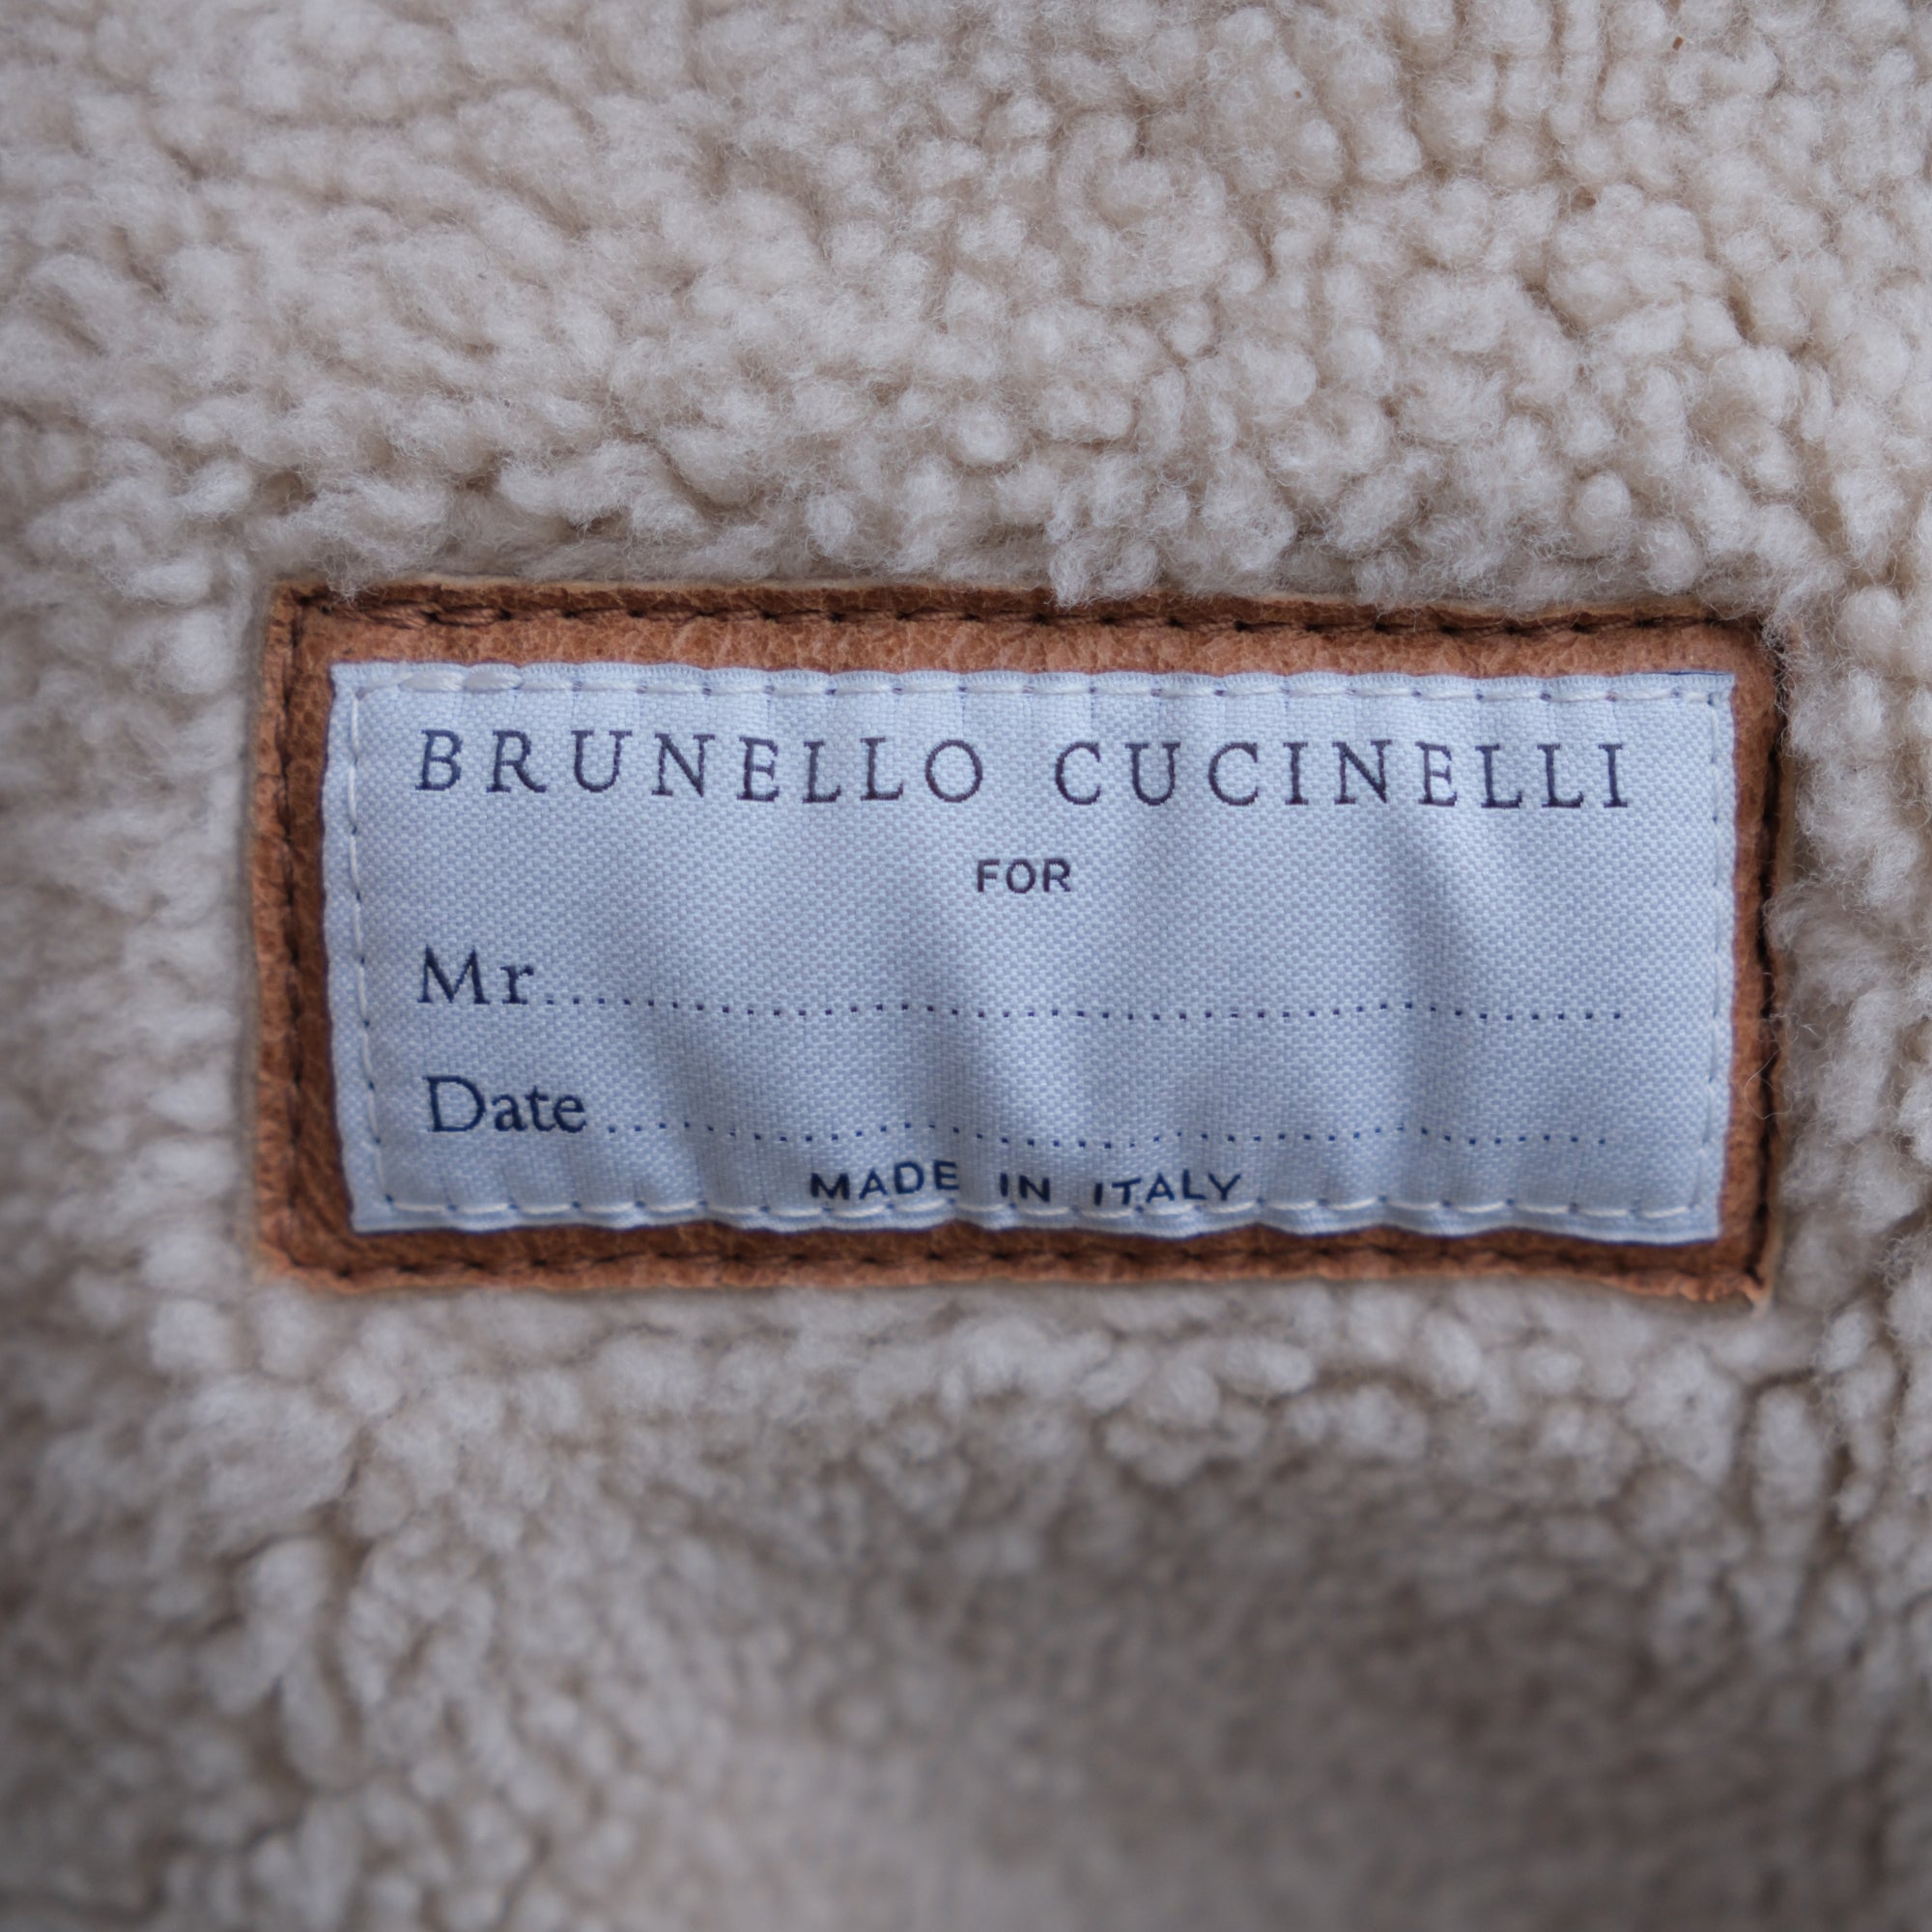 BRUNELLO CUCINELLI
FOR
Mr..............................................................
Date..........................................................
MADE IN ITALY